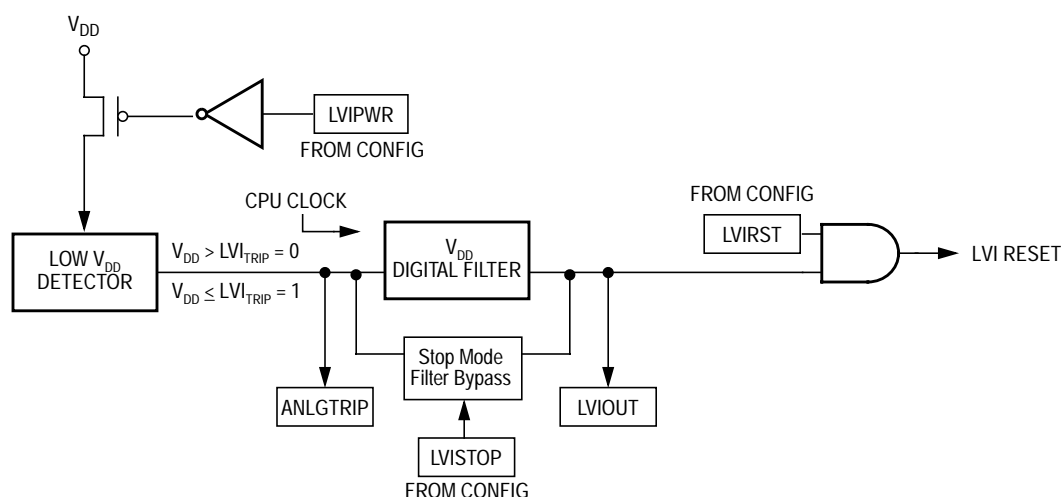 VDD
LVIPWR
FROM CONFIG
FROM CONFIG
CPU CLOCK
LVIRST
LVI RESET
LOW VDD
DETECTOR
VDD > LVITRIP = 0
VDD ≤ LVITRIP = 1
VDD
DIGITAL FILTER
Stop Mode
Filter Bypass
ANLGTRIP
LVIOUT
LVISTOP
FROM CONFIG